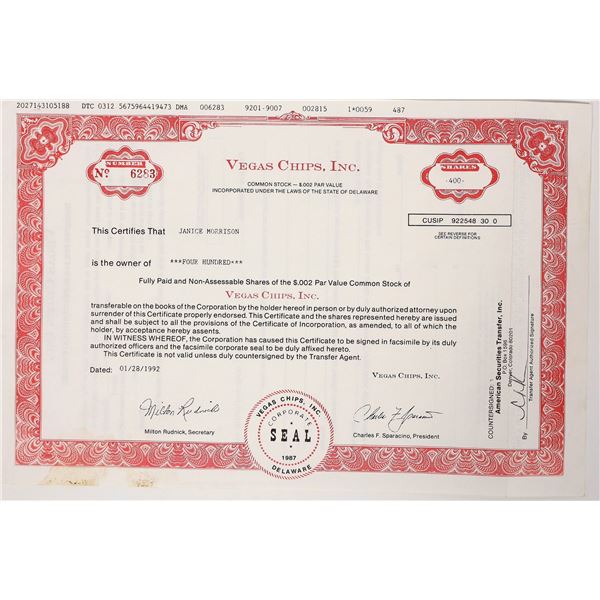 2027143105188 DTC 0312 5675964419473 DMA 006283 9201-9007 002815 1*0059 487
NUMBER
No 6283
VEGAS CHIPS, INC.
COMMON STOCK — $.002 PAR VALUE
INCORPORATED UNDER THE LAWS OF THE STATE OF DELAWARE
SHARES
-400-
CUSIP 922548 30 0
SEE REVERSE FOR
CERTAIN DEFINITIONS
This Certifies That JANICE MORRISON
is the owner of ***FOUR HUNDRED***
Fully Paid and Non-Assessable Shares of the $.002 Par Value Common Stock of
VEGAS CHIPS, INC.
transferable on the books of the Corporation by the holder hereof in person or by duly authorized attorney upon
surrender of this Certificate properly endorsed. This Certificate and the shares represented hereby are issued
and shall be subject to all the provisions of the Certificate of Incorporation, as amended, to all of which the
holder, by acceptance hereby assents.
IN WITNESS WHEREOF, the Corporation has caused this Certificate to be signed in facsimile by its duly
authorized officers and the facsimile corporate seal to be duly affixed hereto.
This Certificate is not valid unless duly countersigned by the Transfer Agent.
Dated: 01/28/1992
VEGAS CHIPS, INC.
Milton Rudnick
Milton Rudnick, Secretary
VEGAS CHIPS, INC.
CORPORATE
SEAL
1987
DELAWARE
Charles F. Sparacino
Charles F. Sparacino, President
COUNTERSIGNED:
American Securities Transfer, Inc.
P.O. Box 1596
Denver, Colorado 80201
By
Transfer Agent Authorized Signature